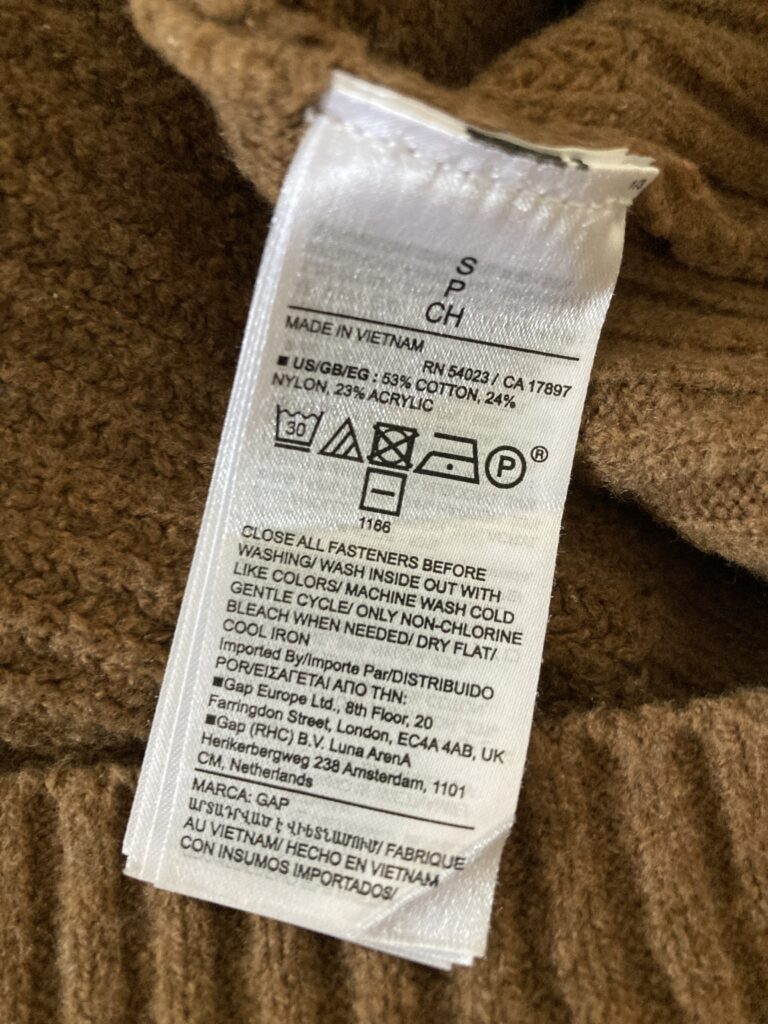 S
P
CH
MADE IN VIETNAM
RN 54023 / CA 17897
■ US/GB/EG : 53% COTTON, 24%
NYLON, 23% ACRYLIC
30
P ®
1166
CLOSE ALL FASTENERS BEFORE
WASHING/ WASH INSIDE OUT WITH
LIKE COLORS/ MACHINE WASH COLD
GENTLE CYCLE/ ONLY NON-CHLORINE
BLEACH WHEN NEEDED/ DRY FLAT/
COOL IRON
Imported By/Importe Par/DISTRIBUIDO
POR/ΕΙΣΑΓΕΤΑΙ ΑΠΟ ΤΗΝ:
■Gap Europe Ltd., 8th Floor, 20
Farringdon Street, London, EC4A 4AB, UK
■Gap (RHC) B.V. Luna ArenA
Herikerbergweg 238 Amsterdam, 1101
CM, Netherlands
MARCA: GAP
ԱՐՏԱԴՐՎԱԾ Է ՎԻԵՏՆԱՄՈՒՄ/ FABRIQUE
AU VIETNAM/ HECHO EN VIETNAM
CON INSUMOS IMPORTADOS/